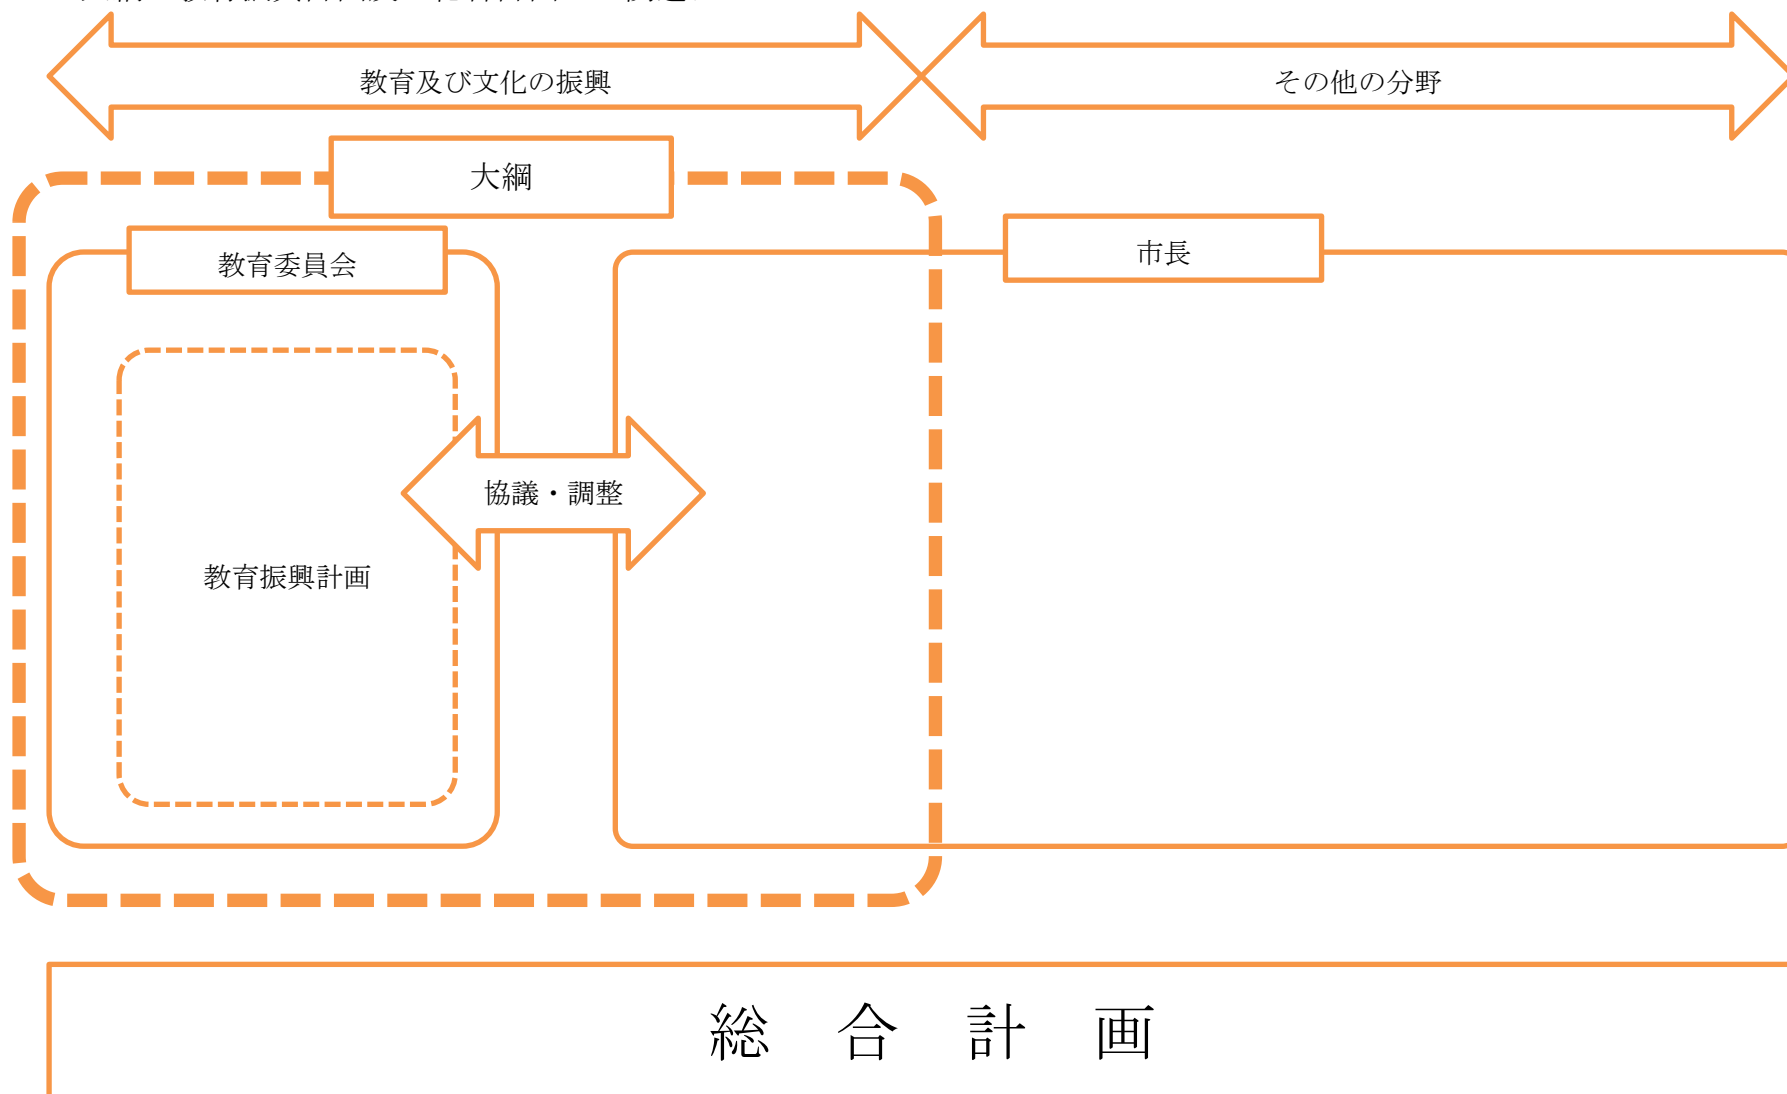 教育及び文化の振興
その他の分野
大綱
市長
教育委員会
協議・調整
教育振興計画
総　合　計　画